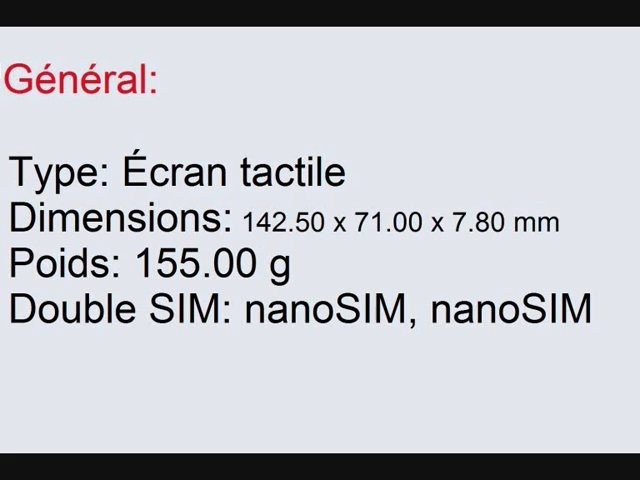 Général:
Type: Écran tactile
Dimensions: 142.50 x 71.00 x 7.80 mm
Poids: 155.00 g
Double SIM: nanoSIM, nanoSIM